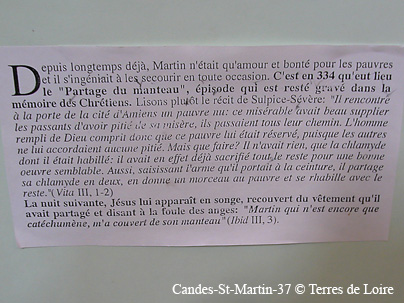 Depuis longtemps déjà, Martin n'était qu'amour et bonté pour les pauvres
et il s'ingéniait à les secourir en toute occasion. C'est en 334 qu'eut lieu
le "Partage du manteau", épisode qui est resté gravé dans la
mémoire des Chrétiens. Lisons plutôt le récit de Sulpice-Sévère: "Il rencontre
à la porte de la cité d'Amiens un pauvre nu: ce misérable avait beau supplier
les passants d'avoir pitié de sa misère, ils passaient tous leur chemin. L'homme
rempli de Dieu comprit donc que ce pauvre lui était réservé, puisque les autres
ne lui accordaient aucune pitié. Mais que faire? Il n'avait rien, que la chlamyde
dont il était habillé: il avait en effet déjà sacrifié tout le reste pour une bonne
oeuvre semblable. Aussi, saisissant l'arme qu'il portait à la ceinture, il partage
sa chlamyde en deux, en donne un morceau au pauvre et se rhabille avec le
reste."(Vita III, 1-2)
La nuit suivante, Jésus lui apparaît en songe, recouvert du vêtement qu'il
avait partagé et disant à la foule des anges: "Martin qui n'est encore que
catéchumène, m'a couvert de son manteau" (Ibid III, 3).
Candes-St-Martin-37 © Terres de Loire